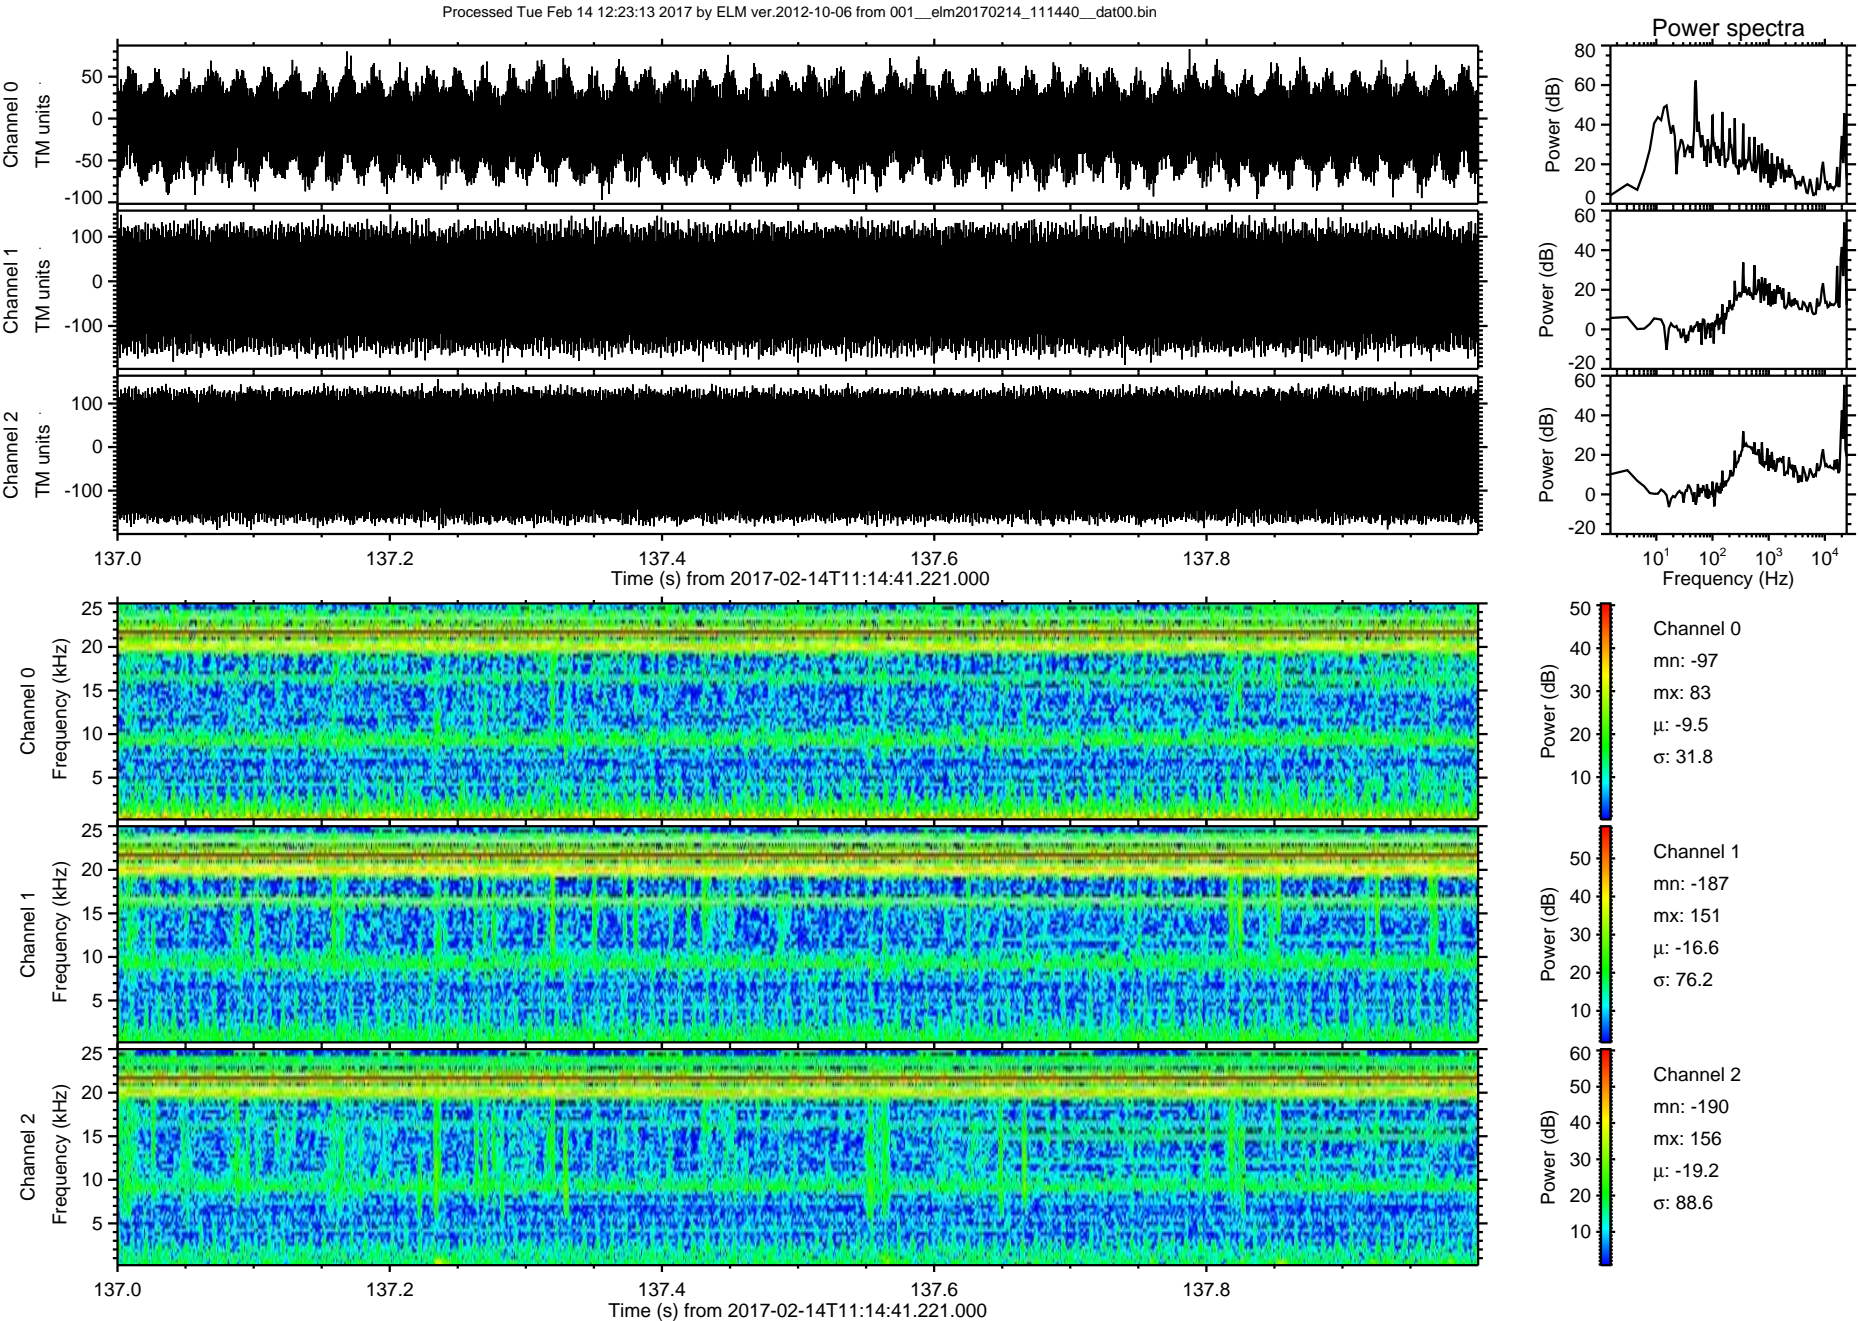 Processed Tue Feb 14 12:23:13 2017 by ELM ver.2012-10-06 from 001__elm20170214_111440__dat00.bin
Power spectra
Channel 0
TM units
50
0
-50
-100
Power (dB)
80
60
40
20
0
Channel 1
TM units
100
0
-100
Power (dB)
60
40
20
0
-20
Channel 2
TM units
100
0
-100
Power (dB)
60
40
20
0
-20
137.0 137.2 137.4 137.6 137.8
Time (s) from 2017-02-14T11:14:41.221.000
10^1 10^2 10^3 10^4
Frequency (Hz)
Channel 0
Frequency (kHz)
25
20
15
10
5
Power (dB)
50
40
30
20
10
Channel 0
mn: -97
mx: 83
μ: -9.5
σ: 31.8
Channel 1
Frequency (kHz)
25
20
15
10
5
Power (dB)
50
40
30
20
10
Channel 1
mn: -187
mx: 151
μ: -16.6
σ: 76.2
Channel 2
Frequency (kHz)
25
20
15
10
5
Power (dB)
60
50
40
30
20
10
Channel 2
mn: -190
mx: 156
μ: -19.2
σ: 88.6
137.0 137.2 137.4 137.6 137.8
Time (s) from 2017-02-14T11:14:41.221.000